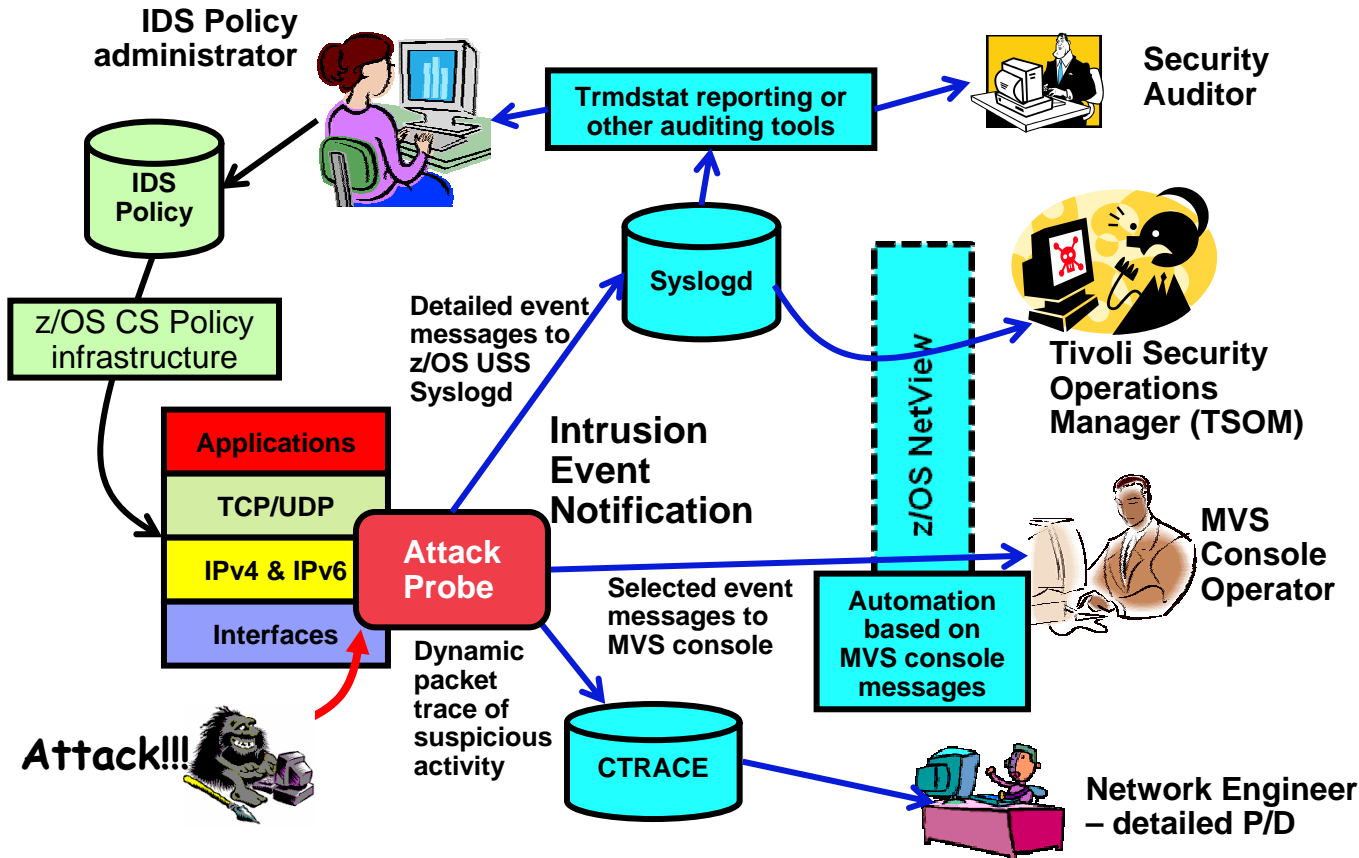 IDS Policy
administrator
Trmdstat reporting or
other auditing tools
Security
Auditor
IDS
Policy
Syslogd
z/OS CS Policy
infrastructure
Detailed event
messages to
z/OS USS
Syslogd
z/OS NetView
Tivoli Security
Operations
Manager (TSOM)
Applications
TCP/UDP
IPv4 & IPv6
Interfaces
Attack
Probe
Intrusion
Event
Notification
MVS
Console
Operator
Selected event
messages to
MVS console
Automation
based on
MVS console
messages
Dynamic
packet
trace of
suspicious
activity
Attack!!!
CTRACE
Network Engineer
– detailed P/D